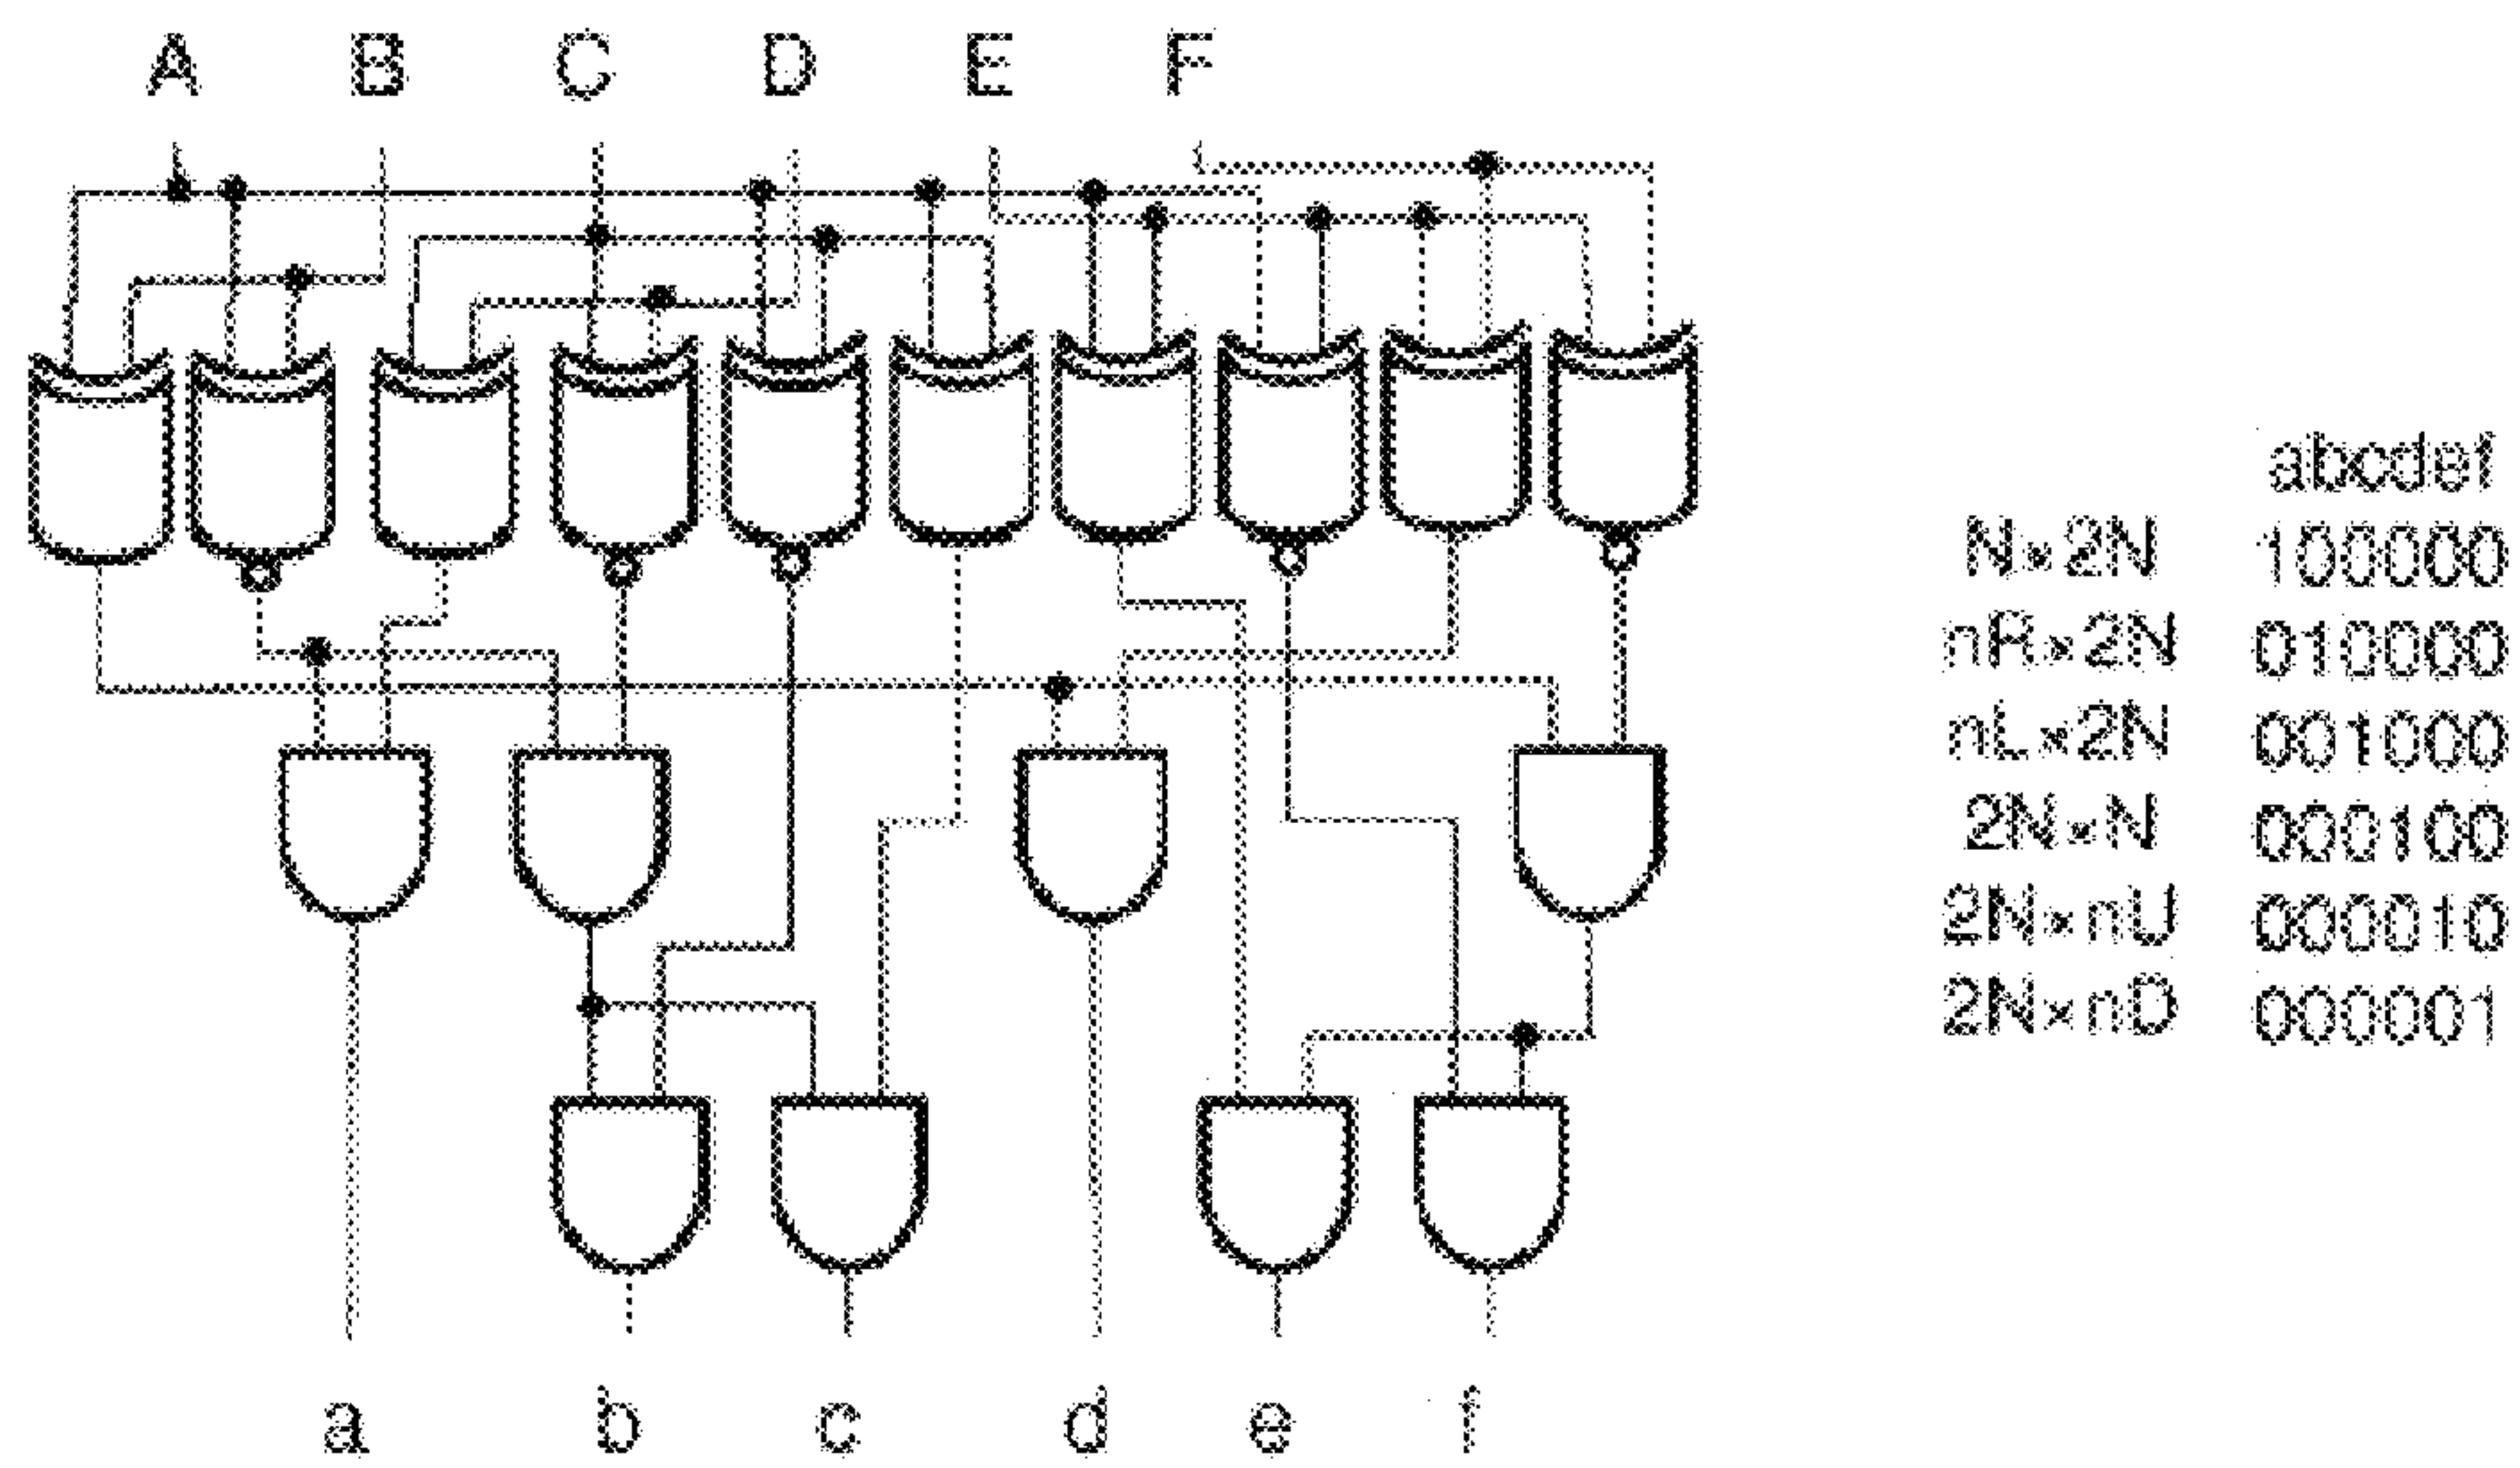 A B C D E F
abcdef
N×2N 100000
nR×2N 010000
nL×2N 001000
2N×N 000100
2N×nU 000010
2N×nD 000001
a b c d e f